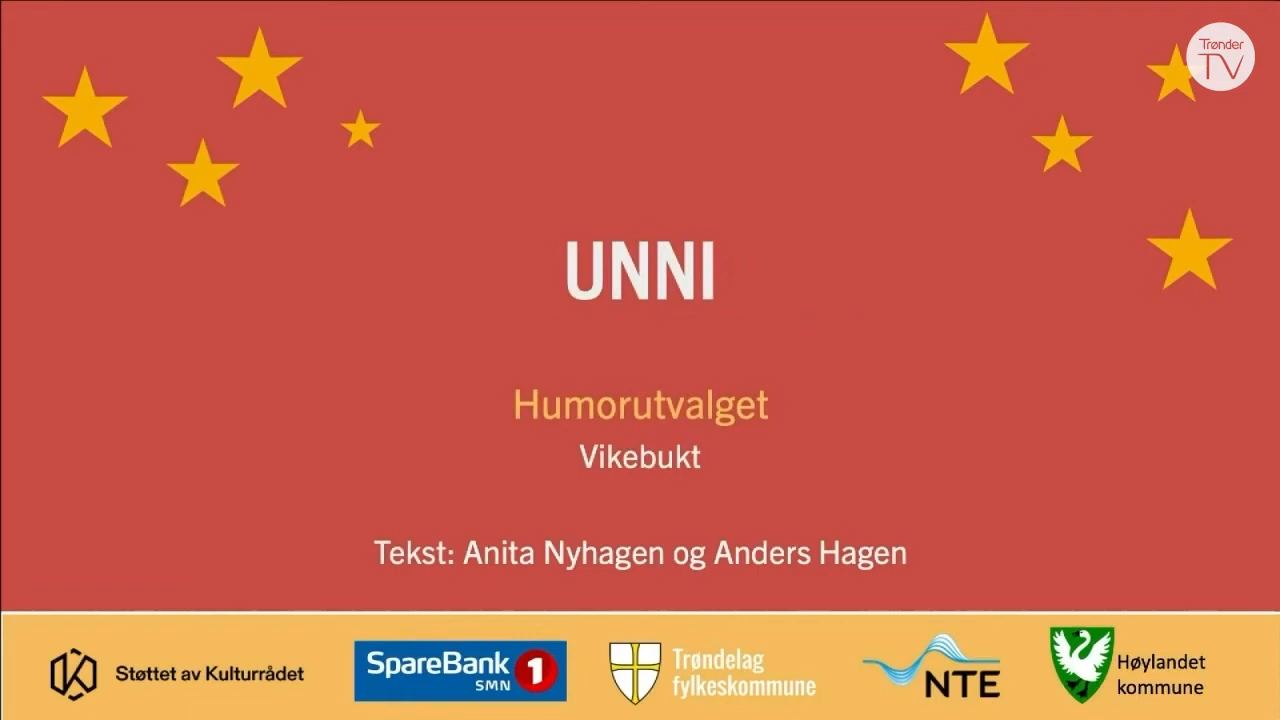 Trønder
TV
UNNI
Humorutvalget
Vikebukt
Tekst: Anita Nyhagen og Anders Hagen
Støttet av Kulturrådet
SpareBank 1
SMN
Trøndelag
fylkeskommune
NTE
Høylandet
kommune